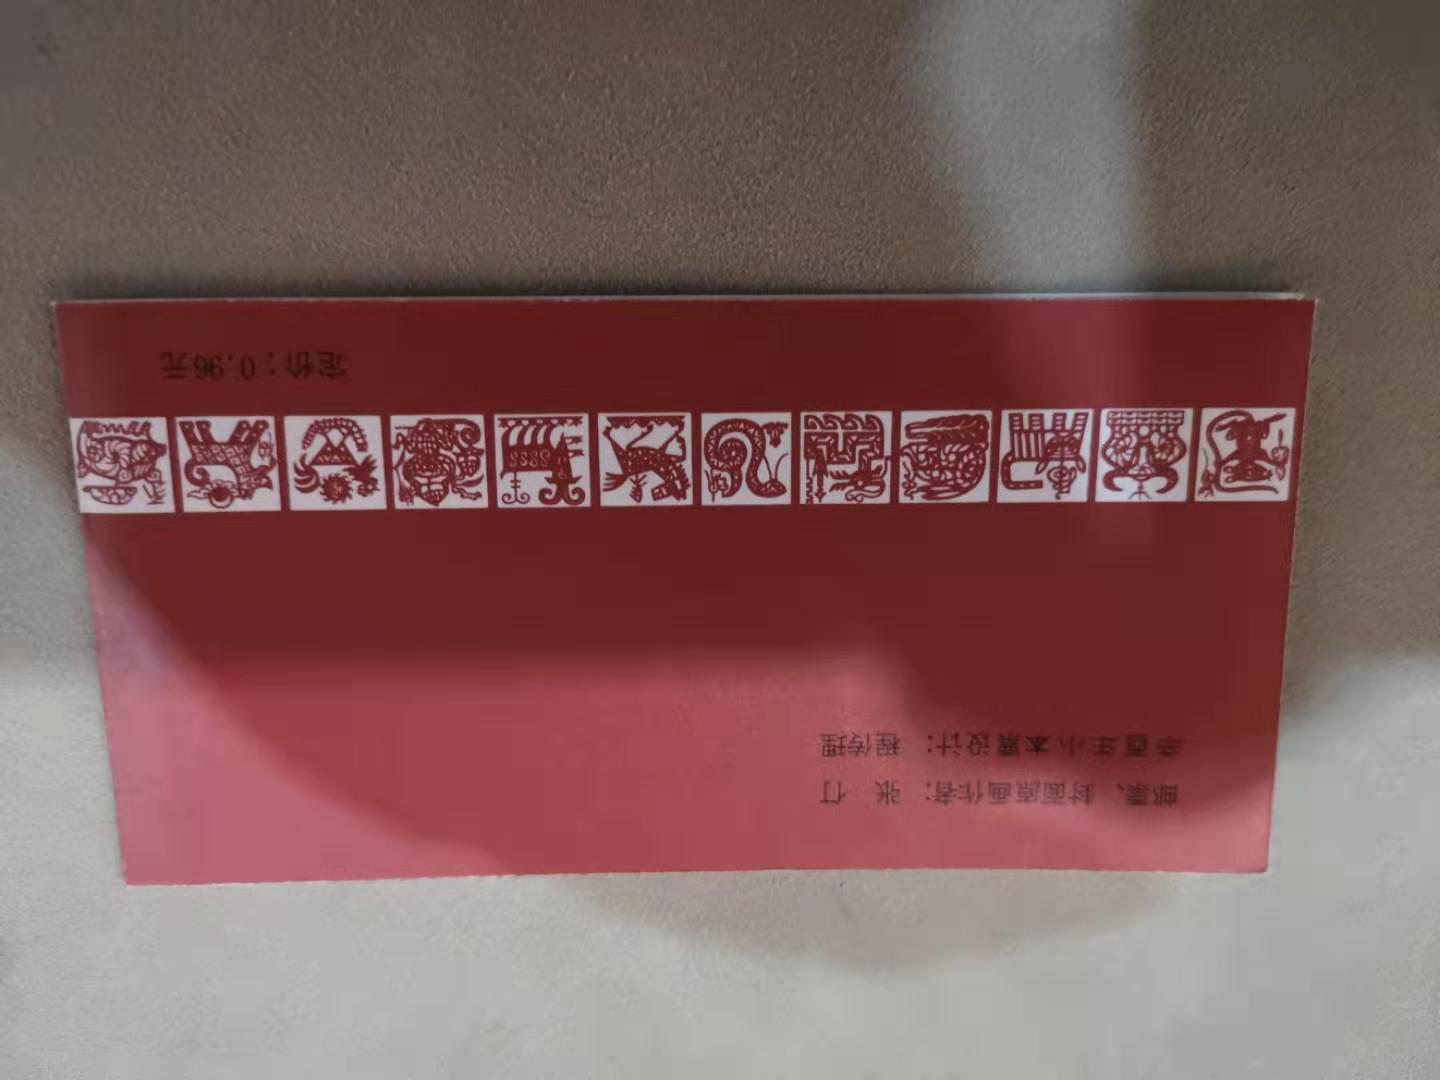 邮票、封面原画作者：张　仃
辛酉年小本票设计：程传理
定价：0.96元